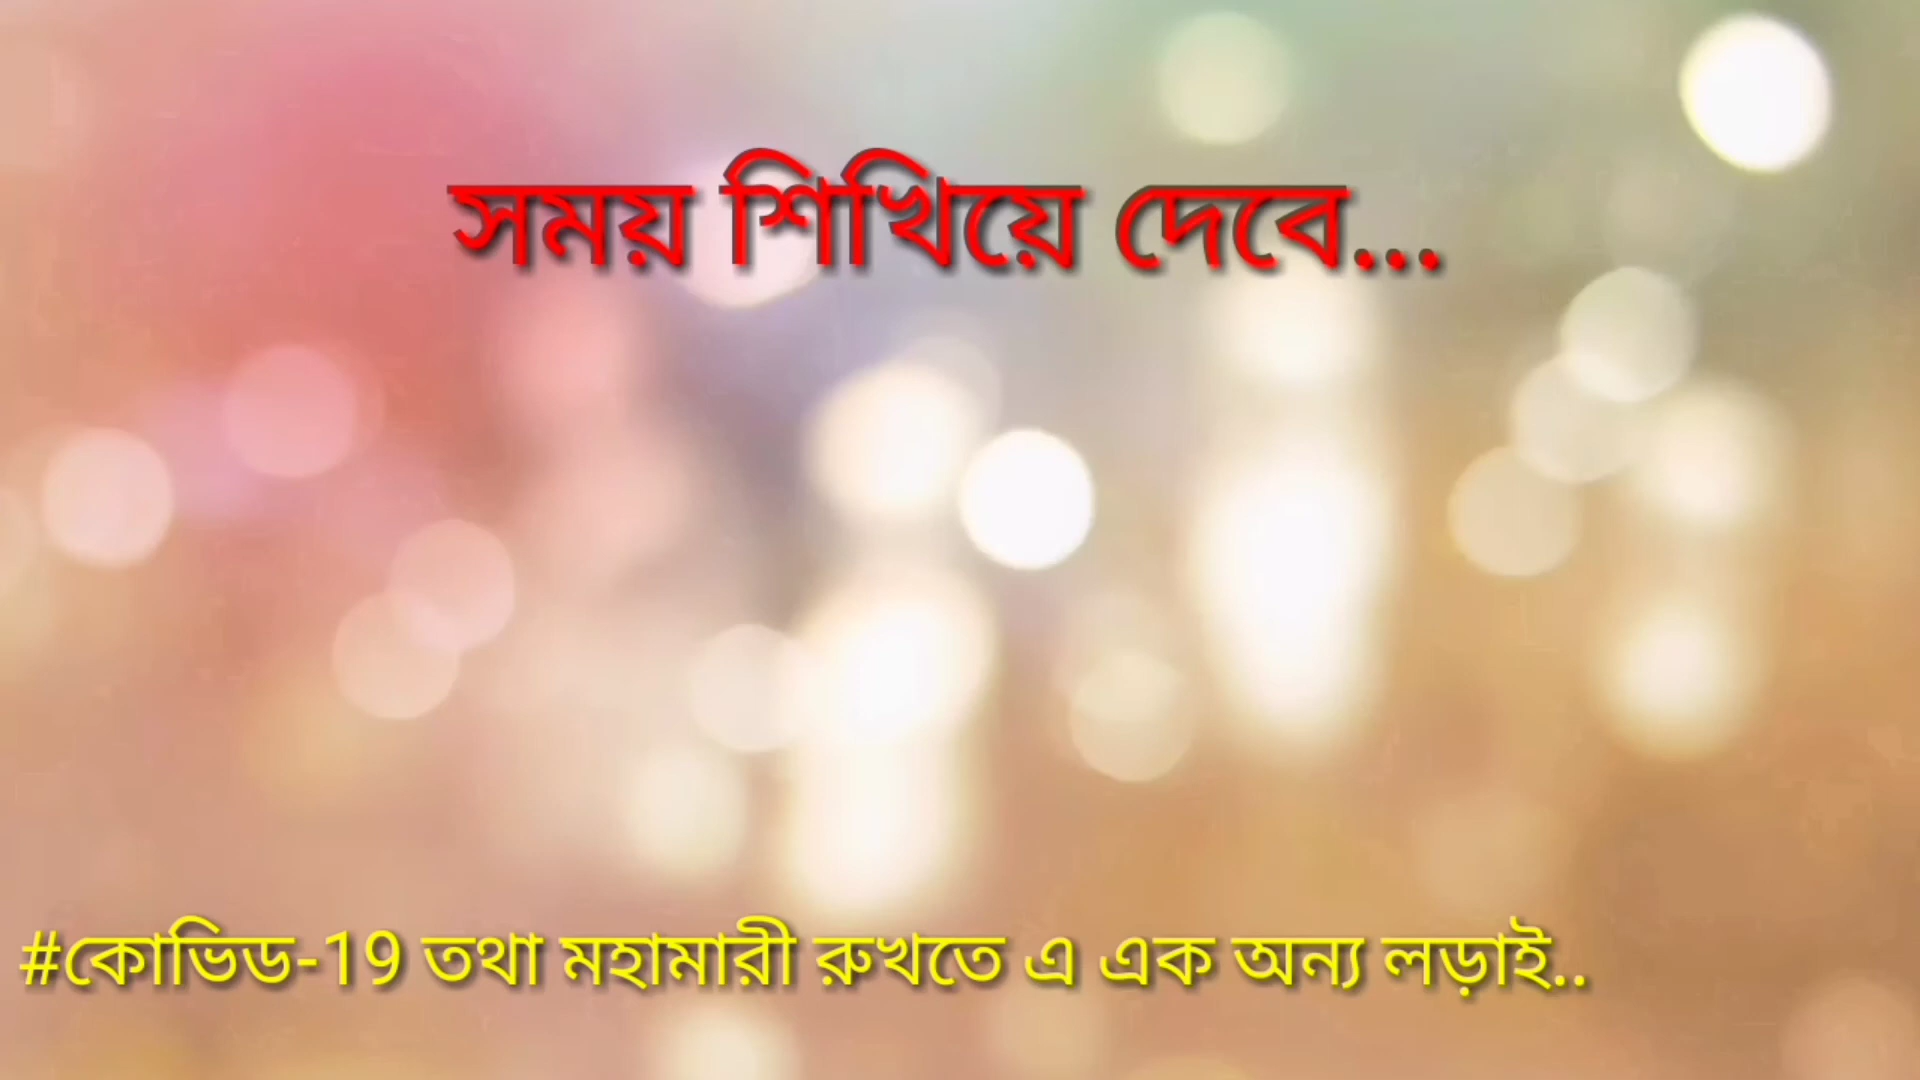 সময় শিখিয়ে দেবে...
#কোভিড-19 তথা মহামারী রুখতে এ এক অন্য লড়াই..